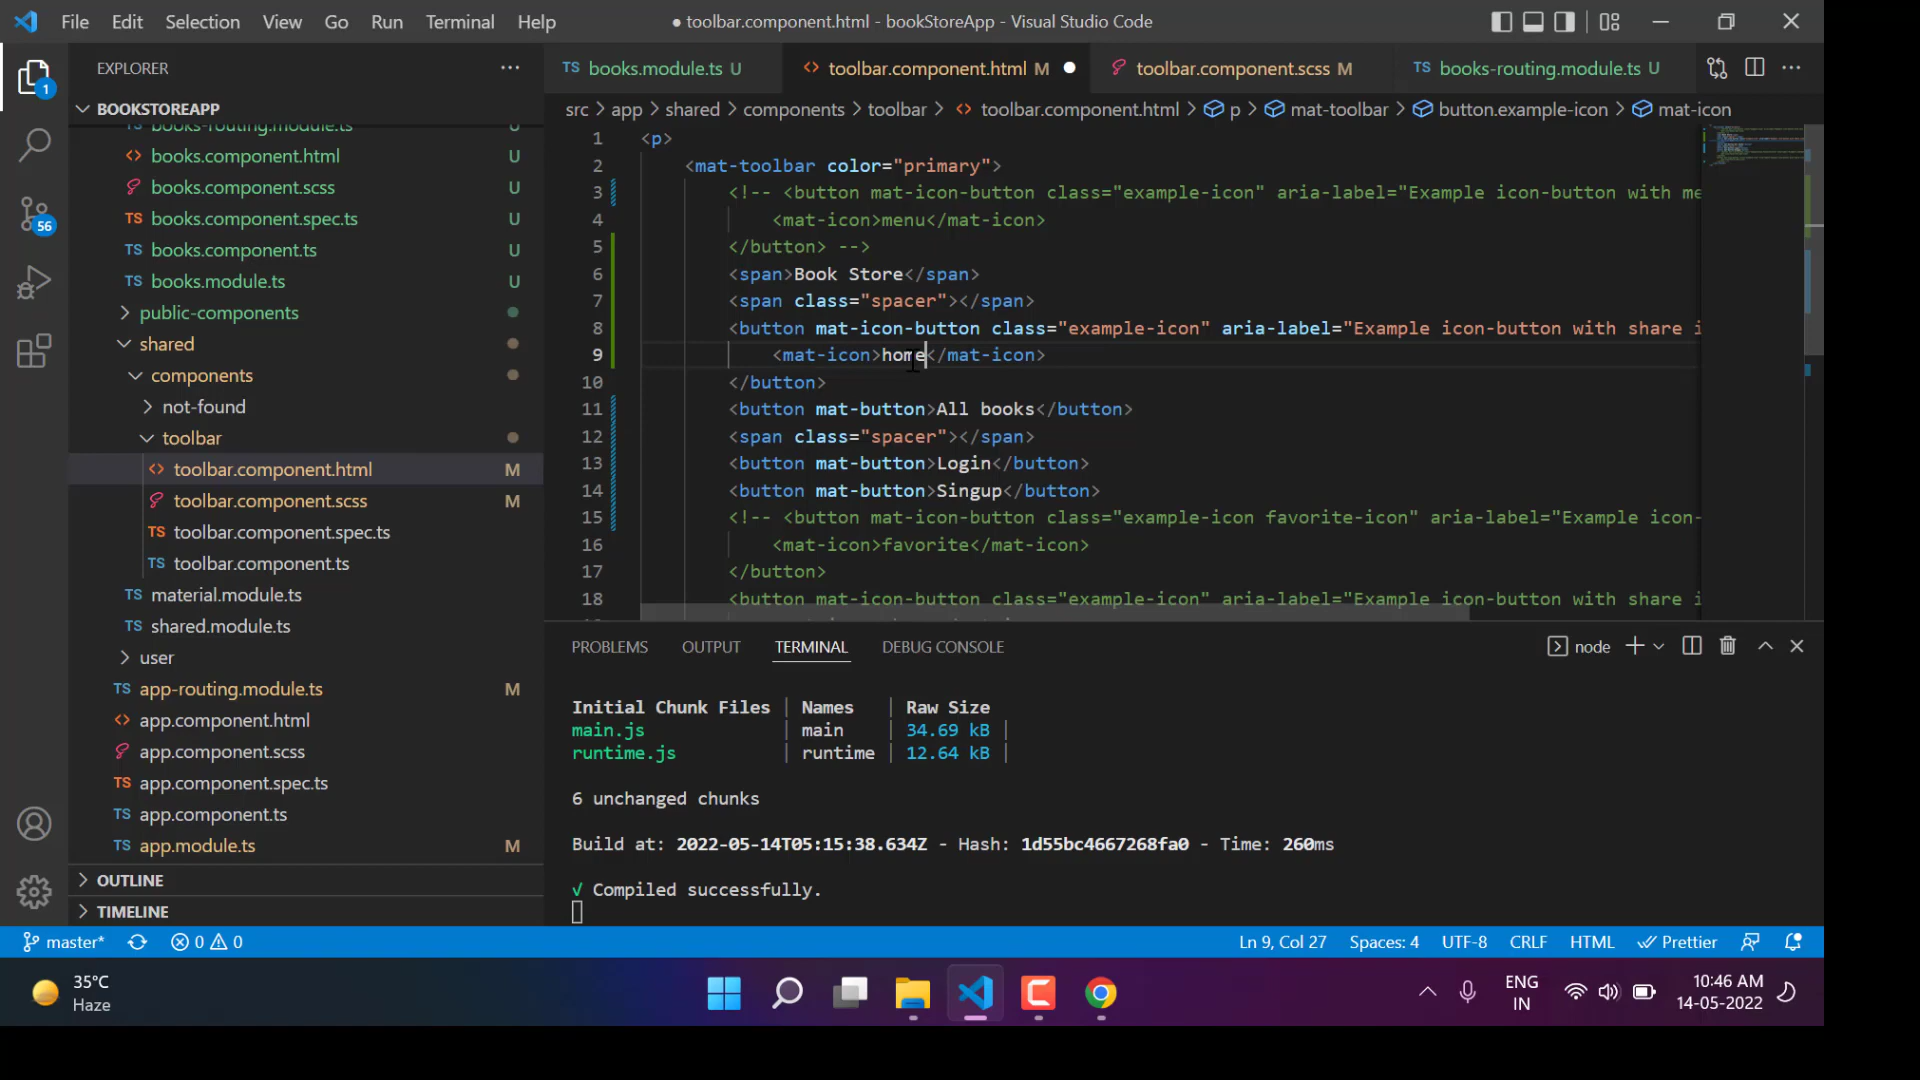 File Edit Selection View Go Run Terminal Help
● toolbar.component.html - bookStoreApp - Visual Studio Code
EXPLORER
BOOKSTOREAPP
books-routing.module.ts U
books.component.html U
books.component.scss U
books.component.spec.ts U
books.component.ts U
books.module.ts U
public-components
shared
components
not-found
toolbar
toolbar.component.html M
toolbar.component.scss M
toolbar.component.spec.ts
toolbar.component.ts
material.module.ts
shared.module.ts
user
app-routing.module.ts M
app.component.html
app.component.scss
app.component.spec.ts
app.component.ts
app.module.ts M
OUTLINE
TIMELINE
1
56
books.module.ts U toolbar.component.html M toolbar.component.scss M books-routing.module.ts U
src > app > shared > components > toolbar > toolbar.component.html > p > mat-toolbar > button.example-icon > mat-icon
1 <p>
2 <mat-toolbar color="primary">
3 <!-- <button mat-icon-button class="example-icon" aria-label="Example icon-button with me
4 <mat-icon>menu</mat-icon>
5 </button> -->
6 <span>Book Store</span>
7 <span class="spacer"></span>
8 <button mat-icon-button class="example-icon" aria-label="Example icon-button with share i
9 <mat-icon>home</mat-icon>
10 </button>
11 <button mat-button>All books</button>
12 <span class="spacer"></span>
13 <button mat-button>Login</button>
14 <button mat-button>Singup</button>
15 <!-- <button mat-icon-button class="example-icon favorite-icon" aria-label="Example icon-
16 <mat-icon>favorite</mat-icon>
17 </button>
18 <button mat-icon-button class="example-icon" aria-label="Example icon-button with share i
PROBLEMS OUTPUT TERMINAL DEBUG CONSOLE
node
Initial Chunk Files | Names | Raw Size
main.js | main | 34.69 kB |
runtime.js | runtime | 12.64 kB |
6 unchanged chunks
Build at: 2022-05-14T05:15:38.634Z - Hash: 1d55bc4667268fa0 - Time: 260ms
√ Compiled successfully.
master* 0 0 Ln 9, Col 27 Spaces: 4 UTF-8 CRLF HTML Prettier
35°C
Haze
ENG
IN
10:46 AM
14-05-2022